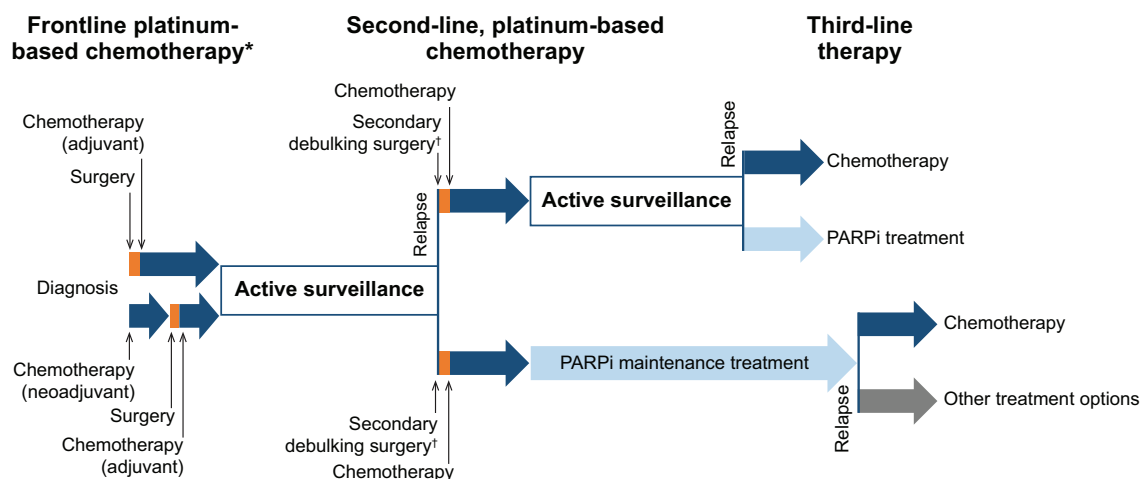 Frontline platinum-
based chemotherapy*
Second-line, platinum-based
chemotherapy
Third-line
therapy
Chemotherapy
(adjuvant)
Surgery
Diagnosis
Chemotherapy
(neoadjuvant)
Surgery
Chemotherapy
(adjuvant)
Active surveillance
Relapse
Chemotherapy
Secondary
debulking surgery†
Active surveillance
Relapse
Chemotherapy
PARPi treatment
Secondary
debulking surgery†
Chemotherapy
PARPi maintenance treatment
Relapse
Chemotherapy
Other treatment options